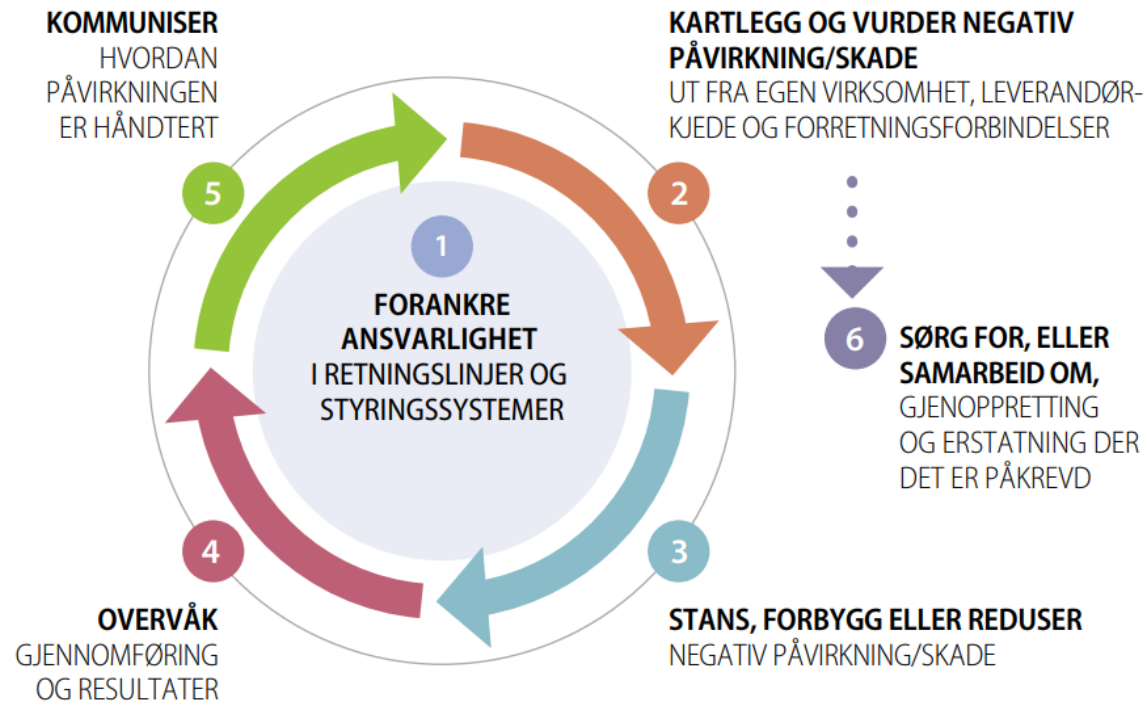 KOMMUNISER
HVORDAN
PÅVIRKNINGEN
ER HÅNDTERT
5
KARTLEGG OG VURDER NEGATIV
PÅVIRKNING/SKADE
UT FRA EGEN VIRKSOMHET, LEVERANDØR-
KJEDE OG FORRETNINGSFORBINDELSER
2
1
FORANKRE
ANSVARLIGHET
I RETNINGSLINJER OG
STYRINGSSYSTEMER
6
SØRG FOR, ELLER
SAMARBEID OM,
GJENOPPRETTING
OG ERSTATNING DER
DET ER PÅKREVD
4
OVERVÅK
GJENNOMFØRING
OG RESULTATER
3
STANS, FORBYGG ELLER REDUSER
NEGATIV PÅVIRKNING/SKADE